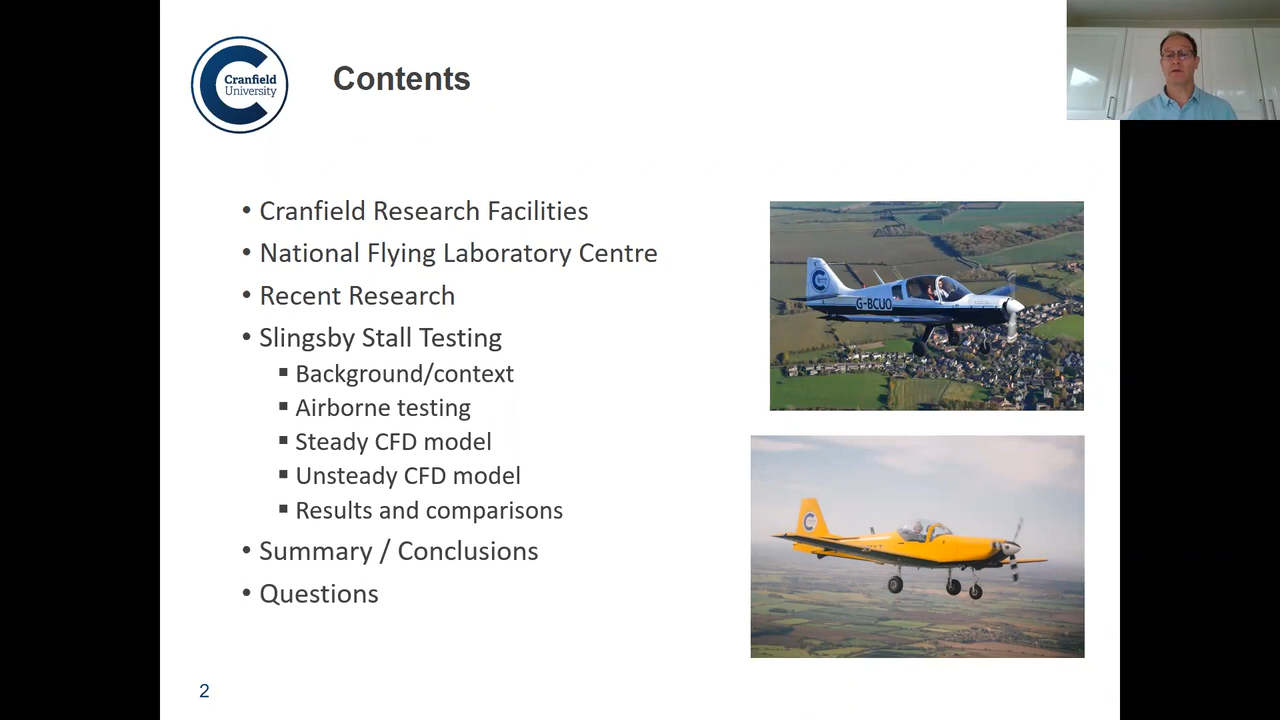 Cranfield
University
Contents
• Cranfield Research Facilities
• National Flying Laboratory Centre
• Recent Research
• Slingsby Stall Testing
▪ Background/context
▪ Airborne testing
▪ Steady CFD model
▪ Unsteady CFD model
▪ Results and comparisons
• Summary / Conclusions
• Questions
G-BCUO
2